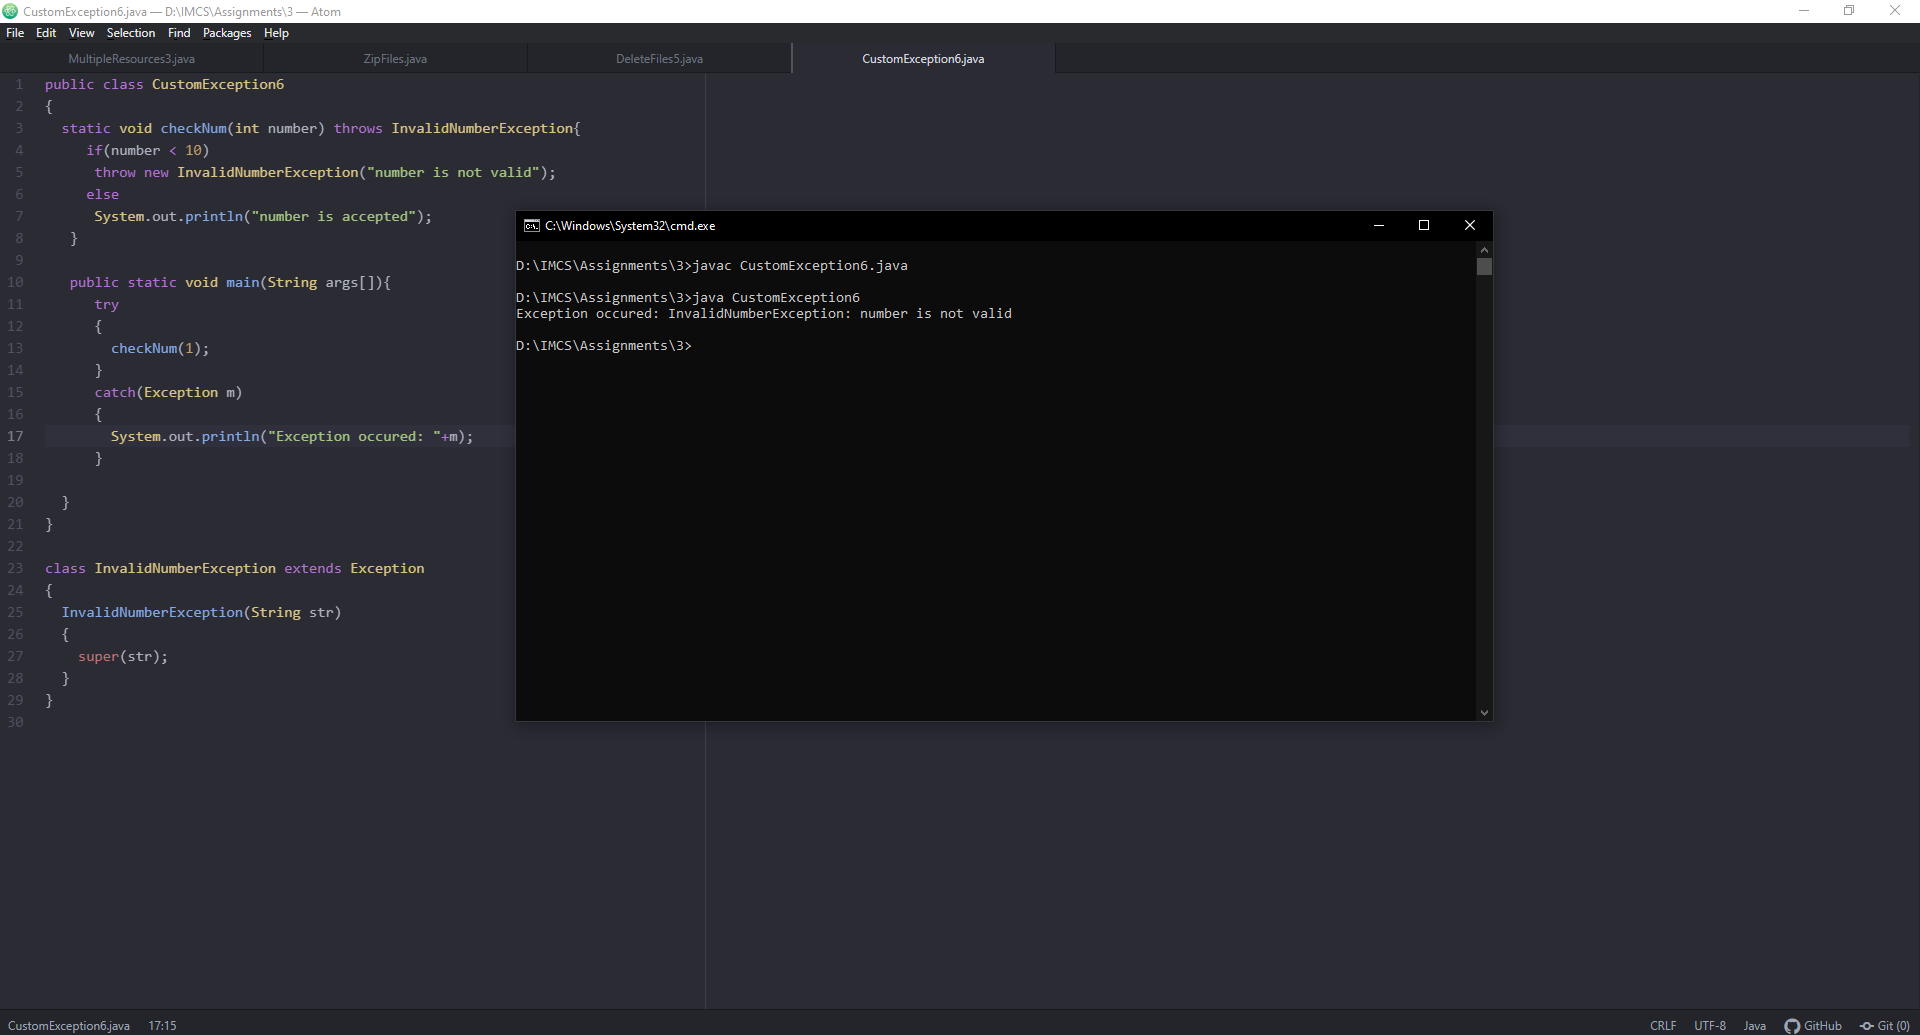 CustomException6.java — D:\IMCS\Assignments\3 — Atom
File Edit View Selection Find Packages Help
MultipleResources3.java ZipFiles.java DeleteFiles5.java CustomException6.java
1 public class CustomException6
2 {
3 static void checkNum(int number) throws InvalidNumberException{
4 if(number < 10)
5 throw new InvalidNumberException("number is not valid");
6 else
7 System.out.println("number is accepted");
8 }
9
10 public static void main(String args[]){
11 try
12 {
13 checkNum(1);
14 }
15 catch(Exception m)
16 {
17 System.out.println("Exception occured: "+m);
18 }
19
20 }
21 }
22
23 class InvalidNumberException extends Exception
24 {
25 InvalidNumberException(String str)
26 {
27 super(str);
28 }
29 }
30
C:\Windows\System32\cmd.exe
D:\IMCS\Assignments\3>javac CustomException6.java
D:\IMCS\Assignments\3>java CustomException6
Exception occured: InvalidNumberException: number is not valid
D:\IMCS\Assignments\3>
CustomException6.java 17:15 CRLF UTF-8 Java GitHub Git (0)